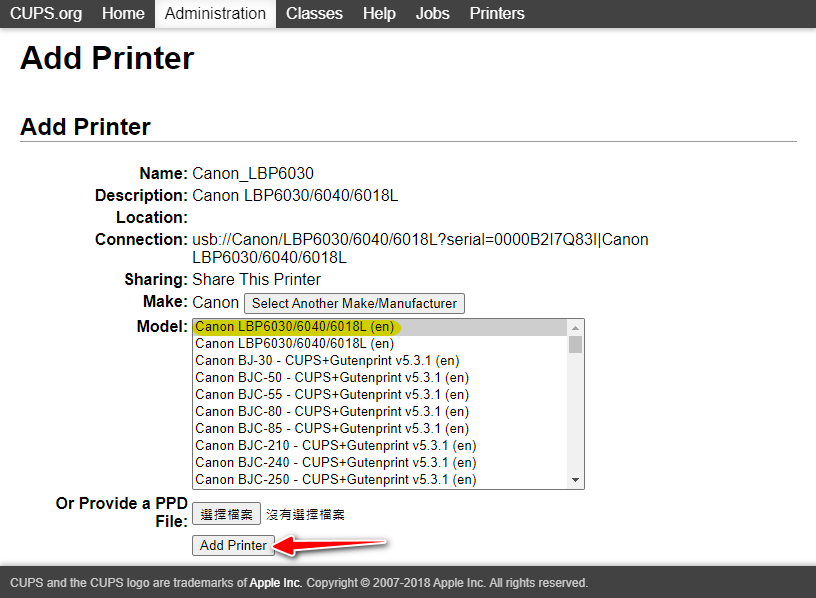 CUPS.org Home Administration Classes Help Jobs Printers
Add Printer
Add Printer
Name: Canon_LBP6030
Description: Canon LBP6030/6040/6018L
Location:
Connection: usb://Canon/LBP6030/6040/6018L?serial=0000B2I7Q83I|Canon
LBP6030/6040/6018L
Sharing: Share This Printer
Make: Canon Select Another Make/Manufacturer
Model: Canon LBP6030/6040/6018L (en)
Canon LBP6030/6040/6018L (en)
Canon BJ-30 - CUPS+Gutenprint v5.3.1 (en)
Canon BJC-50 - CUPS+Gutenprint v5.3.1 (en)
Canon BJC-55 - CUPS+Gutenprint v5.3.1 (en)
Canon BJC-80 - CUPS+Gutenprint v5.3.1 (en)
Canon BJC-85 - CUPS+Gutenprint v5.3.1 (en)
Canon BJC-210 - CUPS+Gutenprint v5.3.1 (en)
Canon BJC-240 - CUPS+Gutenprint v5.3.1 (en)
Canon BJC-250 - CUPS+Gutenprint v5.3.1 (en)
Or Provide a PPD
File: 選擇檔案 沒有選擇檔案
Add Printer
CUPS and the CUPS logo are trademarks of Apple Inc. Copyright © 2007-2018 Apple Inc. All rights reserved.